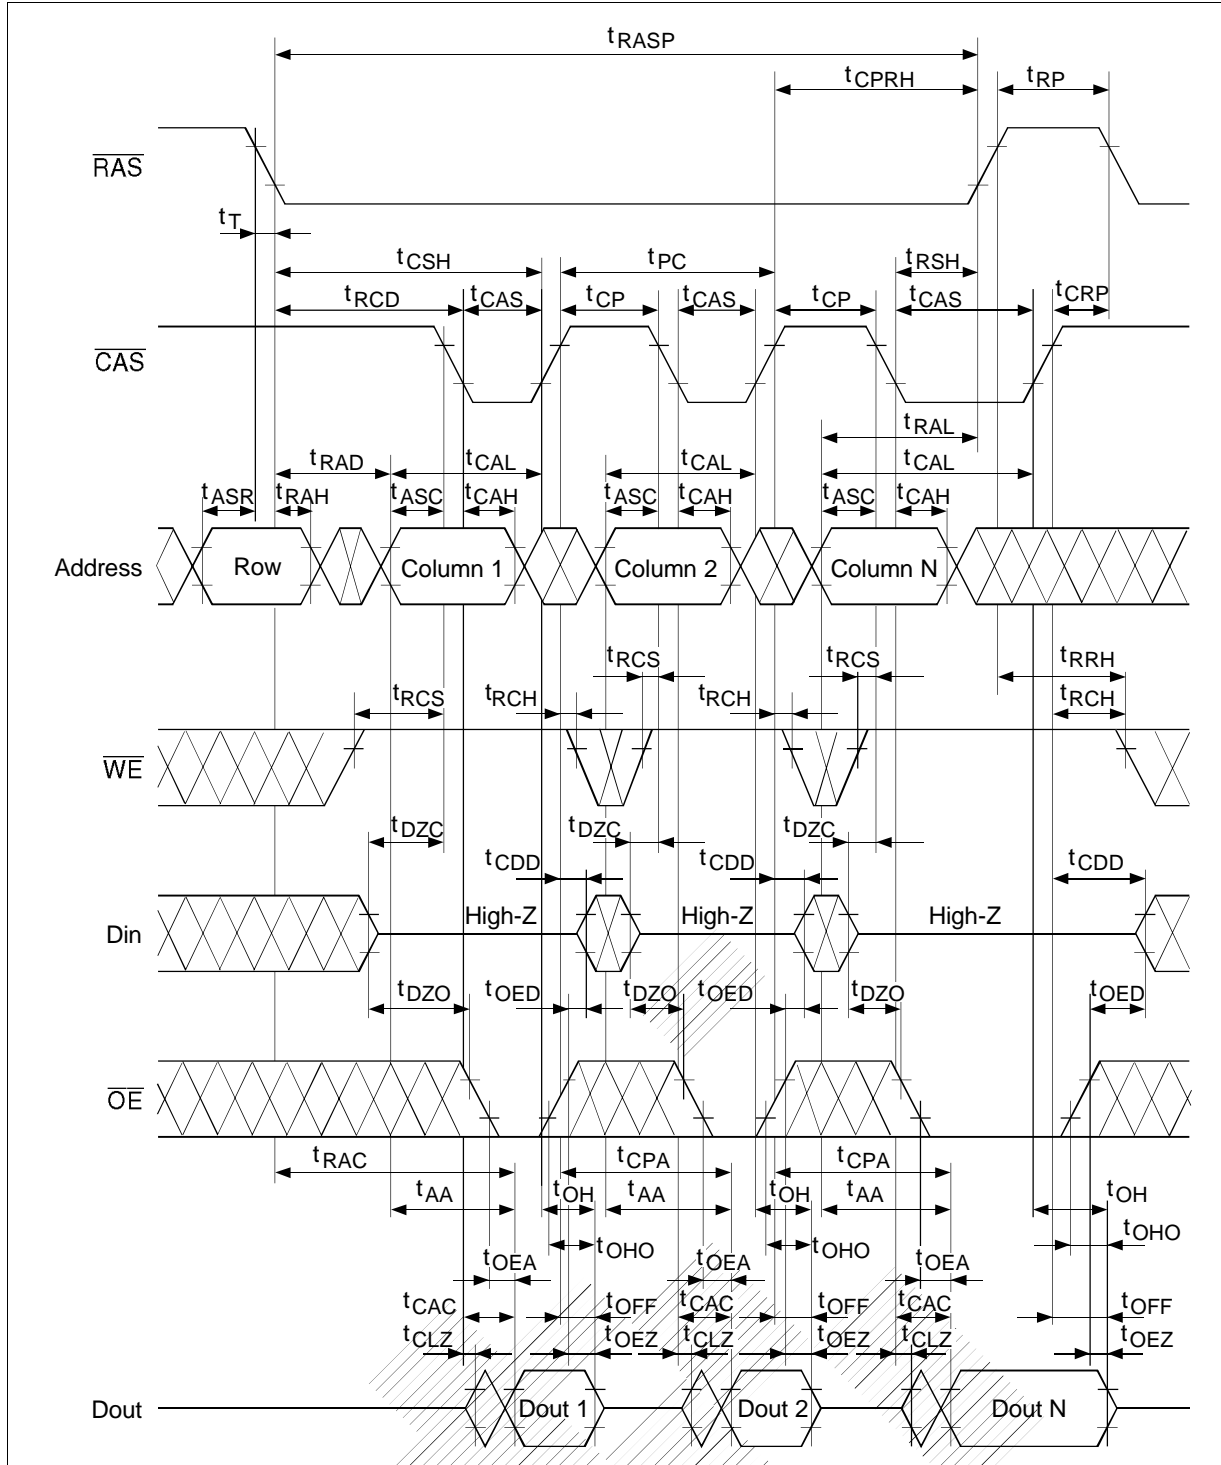 tRASP
tCPRH tRP
RAS
tT
tCSH tPC tRSH
tRCD tCAS tCP tCAS tCP tCAS tCRP
CAS
tRAL
tRAD tCAL tCAL tCAL
tASR tRAH tASC tCAH tASC tCAH tASC tCAH
Address Row Column 1 Column 2 Column N
tRCS tRCS tRRH
tRCS tRCH tRCH tRCH
WE
tDZC tDZC tDZC
tCDD tCDD tCDD
High-Z High-Z High-Z
Din
tDZO tOED tDZO tOED tDZO tOED
OE
tRAC tCPA tCPA
tAA tOH tAA tOH tAA tOH
tOHO tOHO tOHO
tOEA tOEA tOEA
tCAC tOFF tCAC tOFF tCAC tOFF
tCLZ tOEZ tCLZ tOEZ tCLZ tOEZ
Dout Dout 1 Dout 2 Dout N